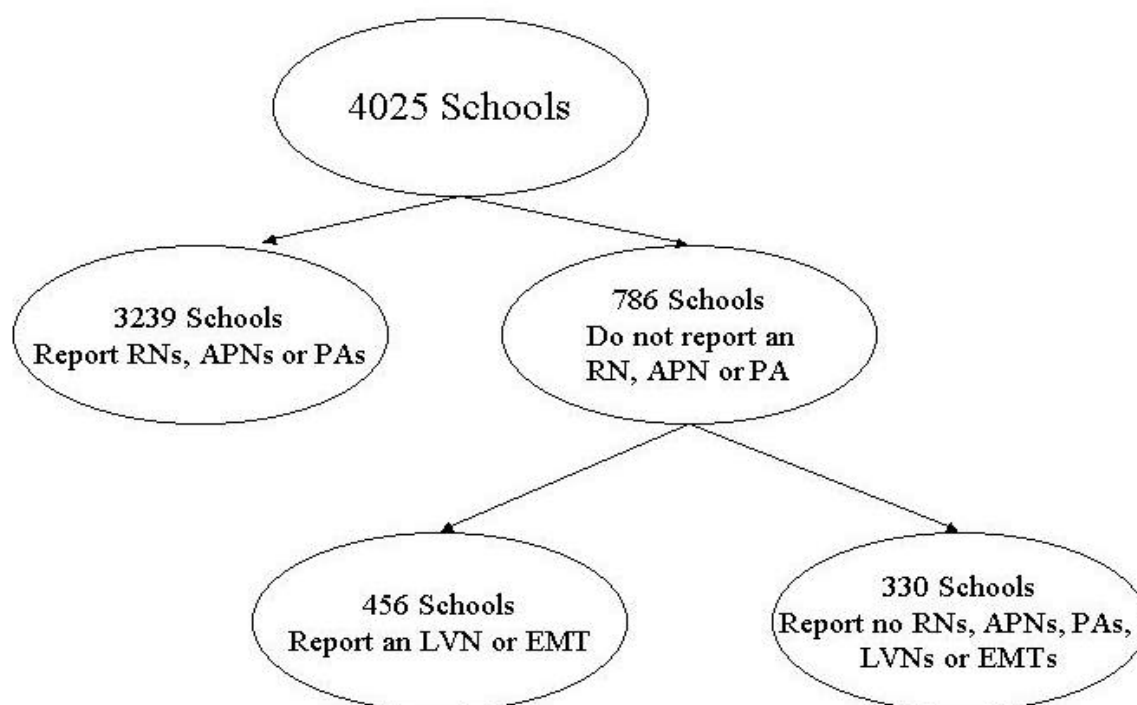 4025 Schools
3239 Schools
Report RNs, APNs or PAs
786 Schools
Do not report an
RN, APN or PA
456 Schools
Report an LVN or EMT
330 Schools
Report no RNs, APNs, PAs,
LVNs or EMTs